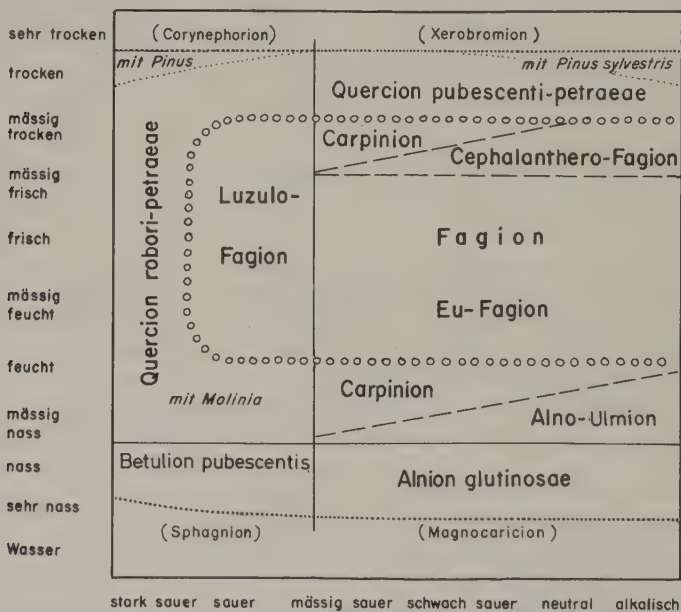 sehr trocken
(Corynephorion)
(Xerobromion)
mit Pinus
mit Pinus sylvestris
trocken
Quercion pubescenti-petraeae
mässig
trocken
Carpinion
Cephalanthero-Fagion
mässig
frisch
Quercion robori-petraeae
Luzulo-
Fagion
frisch
Fagion
mässig
feucht
Eu-Fagion
feucht
Carpinion
mit Molinia
mässig
nass
Alno-Ulmion
nass
Betulion pubescentis
Alnion glutinosae
sehr nass
(Sphagnion)
(Magnocaricion)
Wasser
stark sauer sauer mässig sauer schwach sauer neutral alkalisch